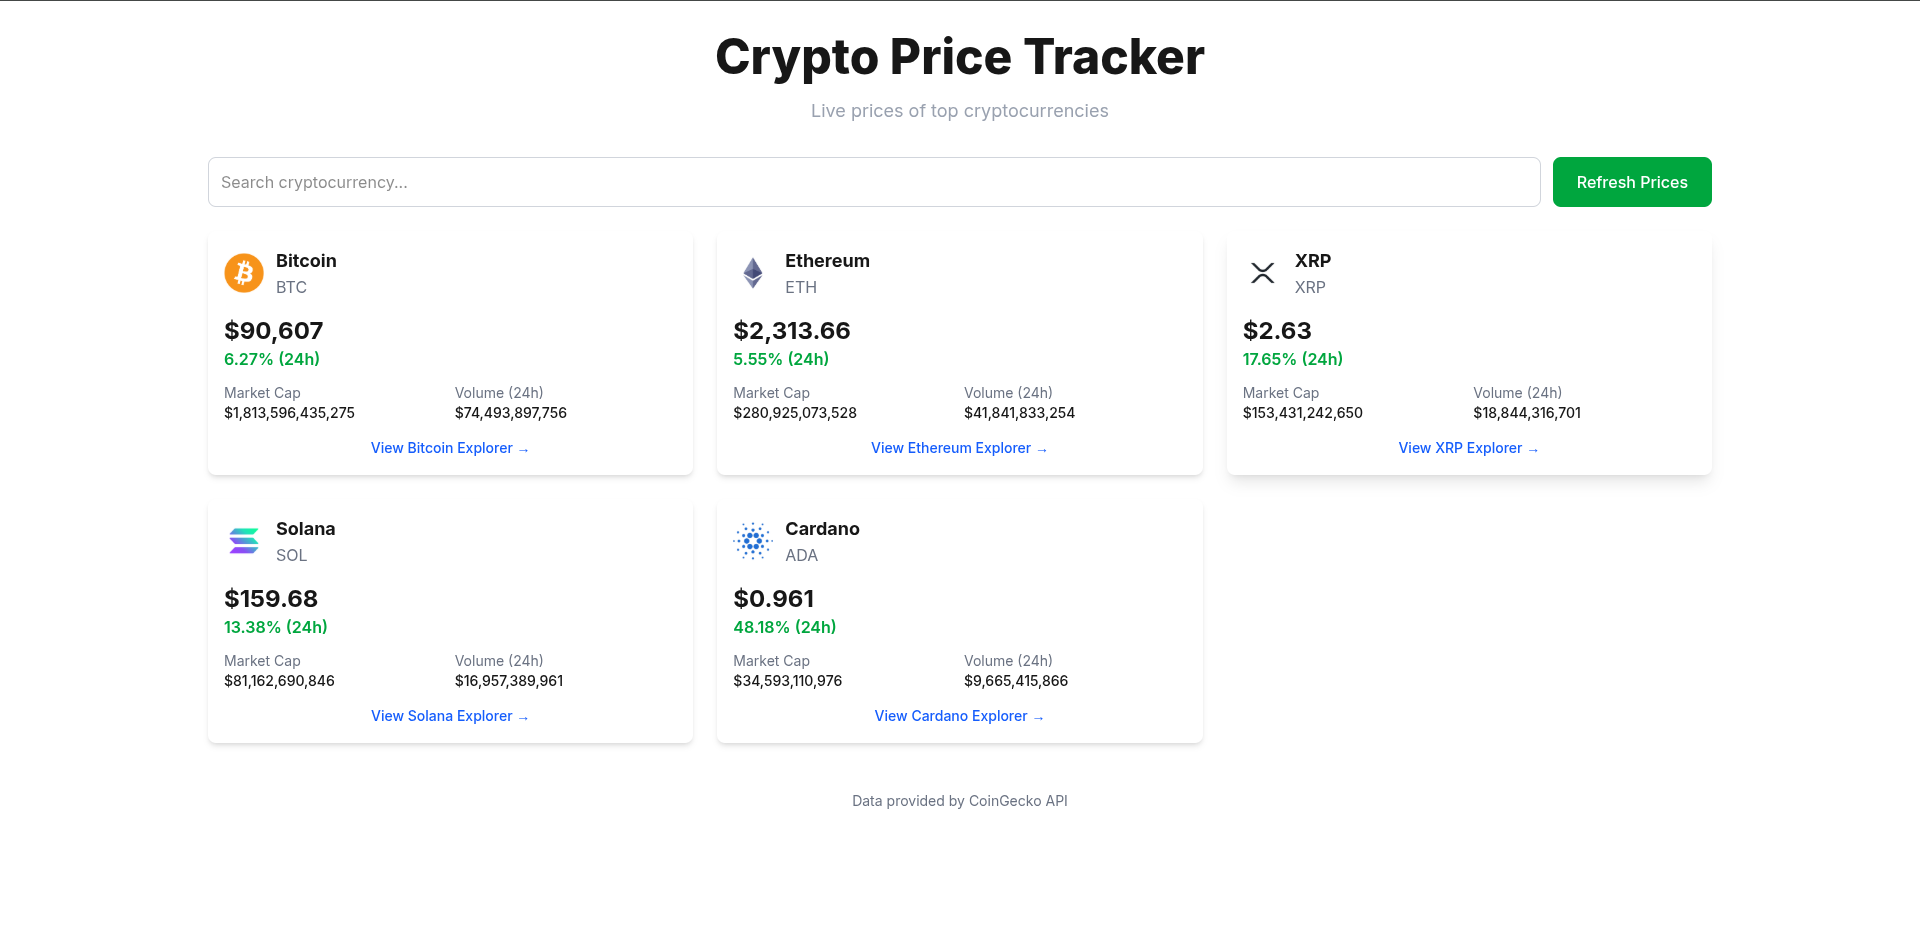 Crypto Price Tracker
Live prices of top cryptocurrencies
Search cryptocurrency...
Refresh Prices
Bitcoin
BTC
$90,607
6.27% (24h)
Market Cap
$1,813,596,435,275
Volume (24h)
$74,493,897,756
View Bitcoin Explorer →
Ethereum
ETH
$2,313.66
5.55% (24h)
Market Cap
$280,925,073,528
Volume (24h)
$41,841,833,254
View Ethereum Explorer →
XRP
XRP
$2.63
17.65% (24h)
Market Cap
$153,431,242,650
Volume (24h)
$18,844,316,701
View XRP Explorer →
Solana
SOL
$159.68
13.38% (24h)
Market Cap
$81,162,690,846
Volume (24h)
$16,957,389,961
View Solana Explorer →
Cardano
ADA
$0.961
48.18% (24h)
Market Cap
$34,593,110,976
Volume (24h)
$9,665,415,866
View Cardano Explorer →
Data provided by CoinGecko API